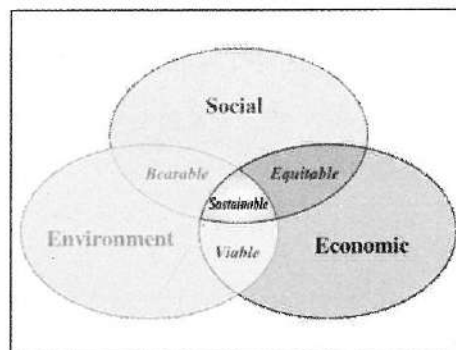 Social
Bearable Equitable
Sustainable
Environment Economic
Viable